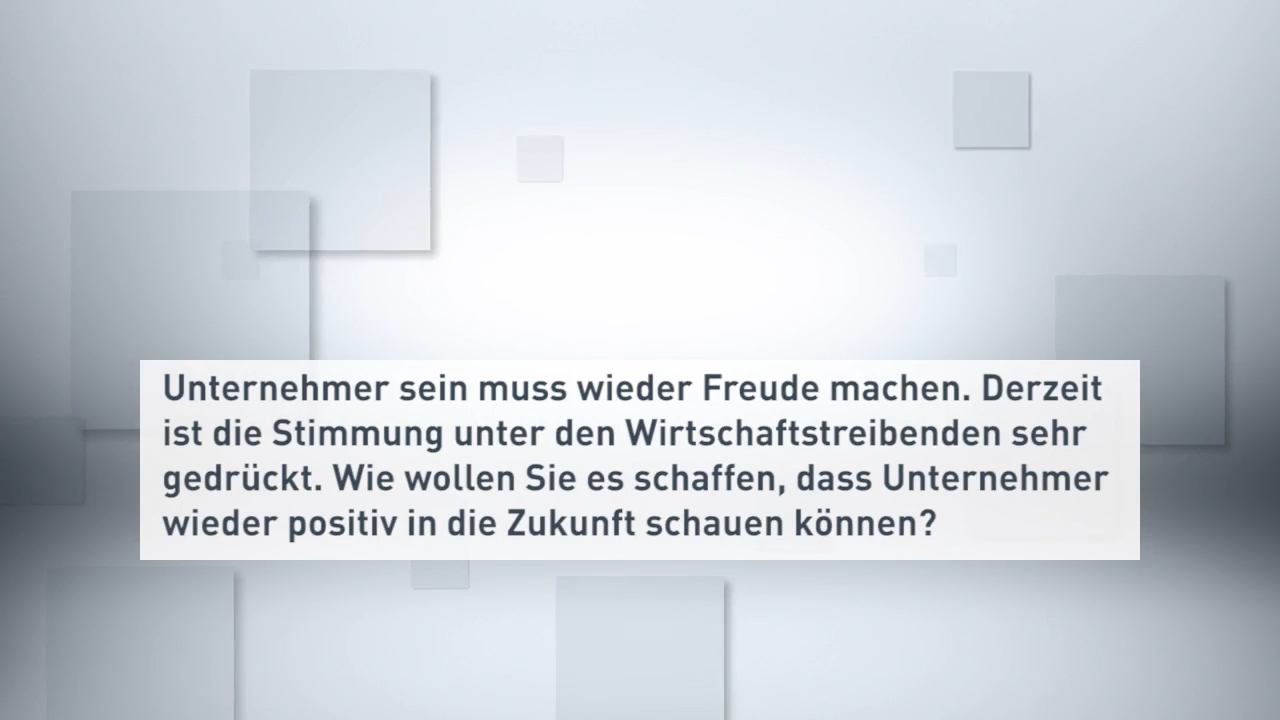 Unternehmer sein muss wieder Freude machen. Derzeit
ist die Stimmung unter den Wirtschaftstreibenden sehr
gedrückt. Wie wollen Sie es schaffen, dass Unternehmer
wieder positiv in die Zukunft schauen können?